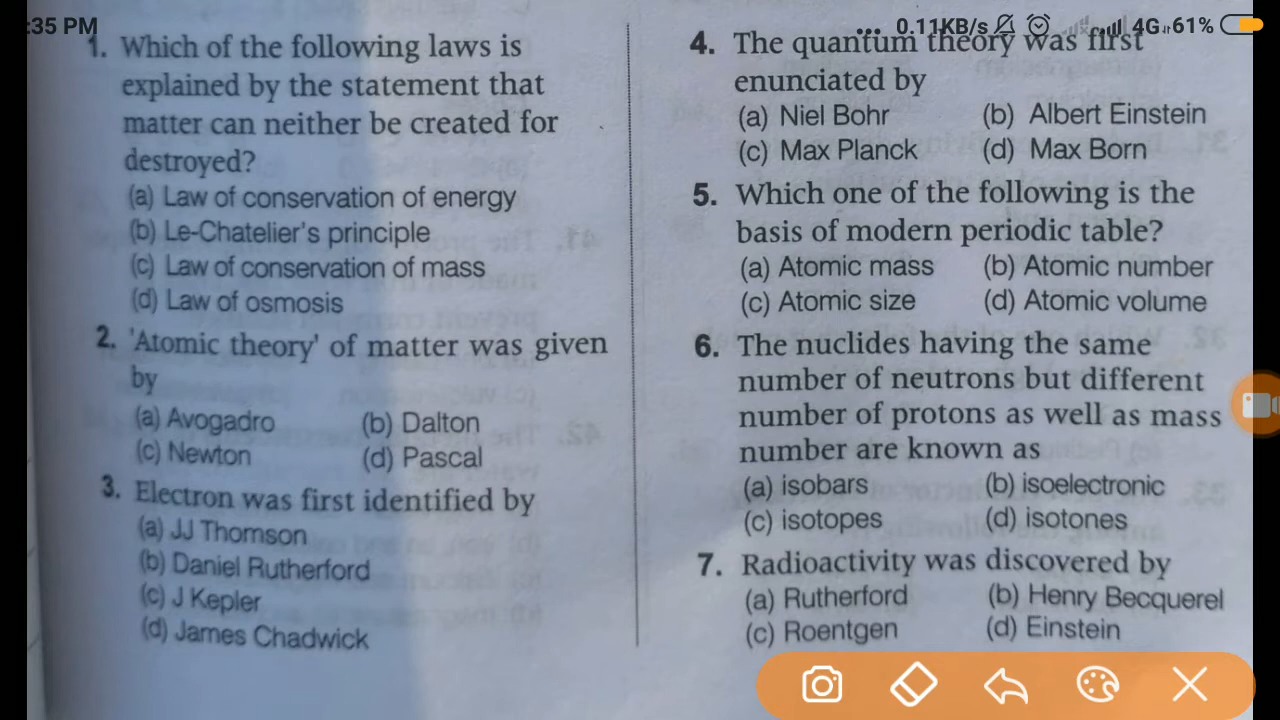 :35 PM
... 0.11KB/s 4G 61%
1. Which of the following laws is
explained by the statement that
matter can neither be created for
destroyed?
(a) Law of conservation of energy
(b) Le-Chatelier's principle
(c) Law of conservation of mass
(d) Law of osmosis
2. 'Atomic theory' of matter was given
by
(a) Avogadro (b) Dalton
(c) Newton (d) Pascal
3. Electron was first identified by
(a) JJ Thomson
(b) Daniel Rutherford
(c) J Kepler
(d) James Chadwick
4. The quantum theory was first
enunciated by
(a) Niel Bohr (b) Albert Einstein
(c) Max Planck (d) Max Born
5. Which one of the following is the
basis of modern periodic table?
(a) Atomic mass (b) Atomic number
(c) Atomic size (d) Atomic volume
6. The nuclides having the same
number of neutrons but different
number of protons as well as mass
number are known as
(a) isobars (b) isoelectronic
(c) isotopes (d) isotones
7. Radioactivity was discovered by
(a) Rutherford (b) Henry Becquerel
(c) Roentgen (d) Einstein